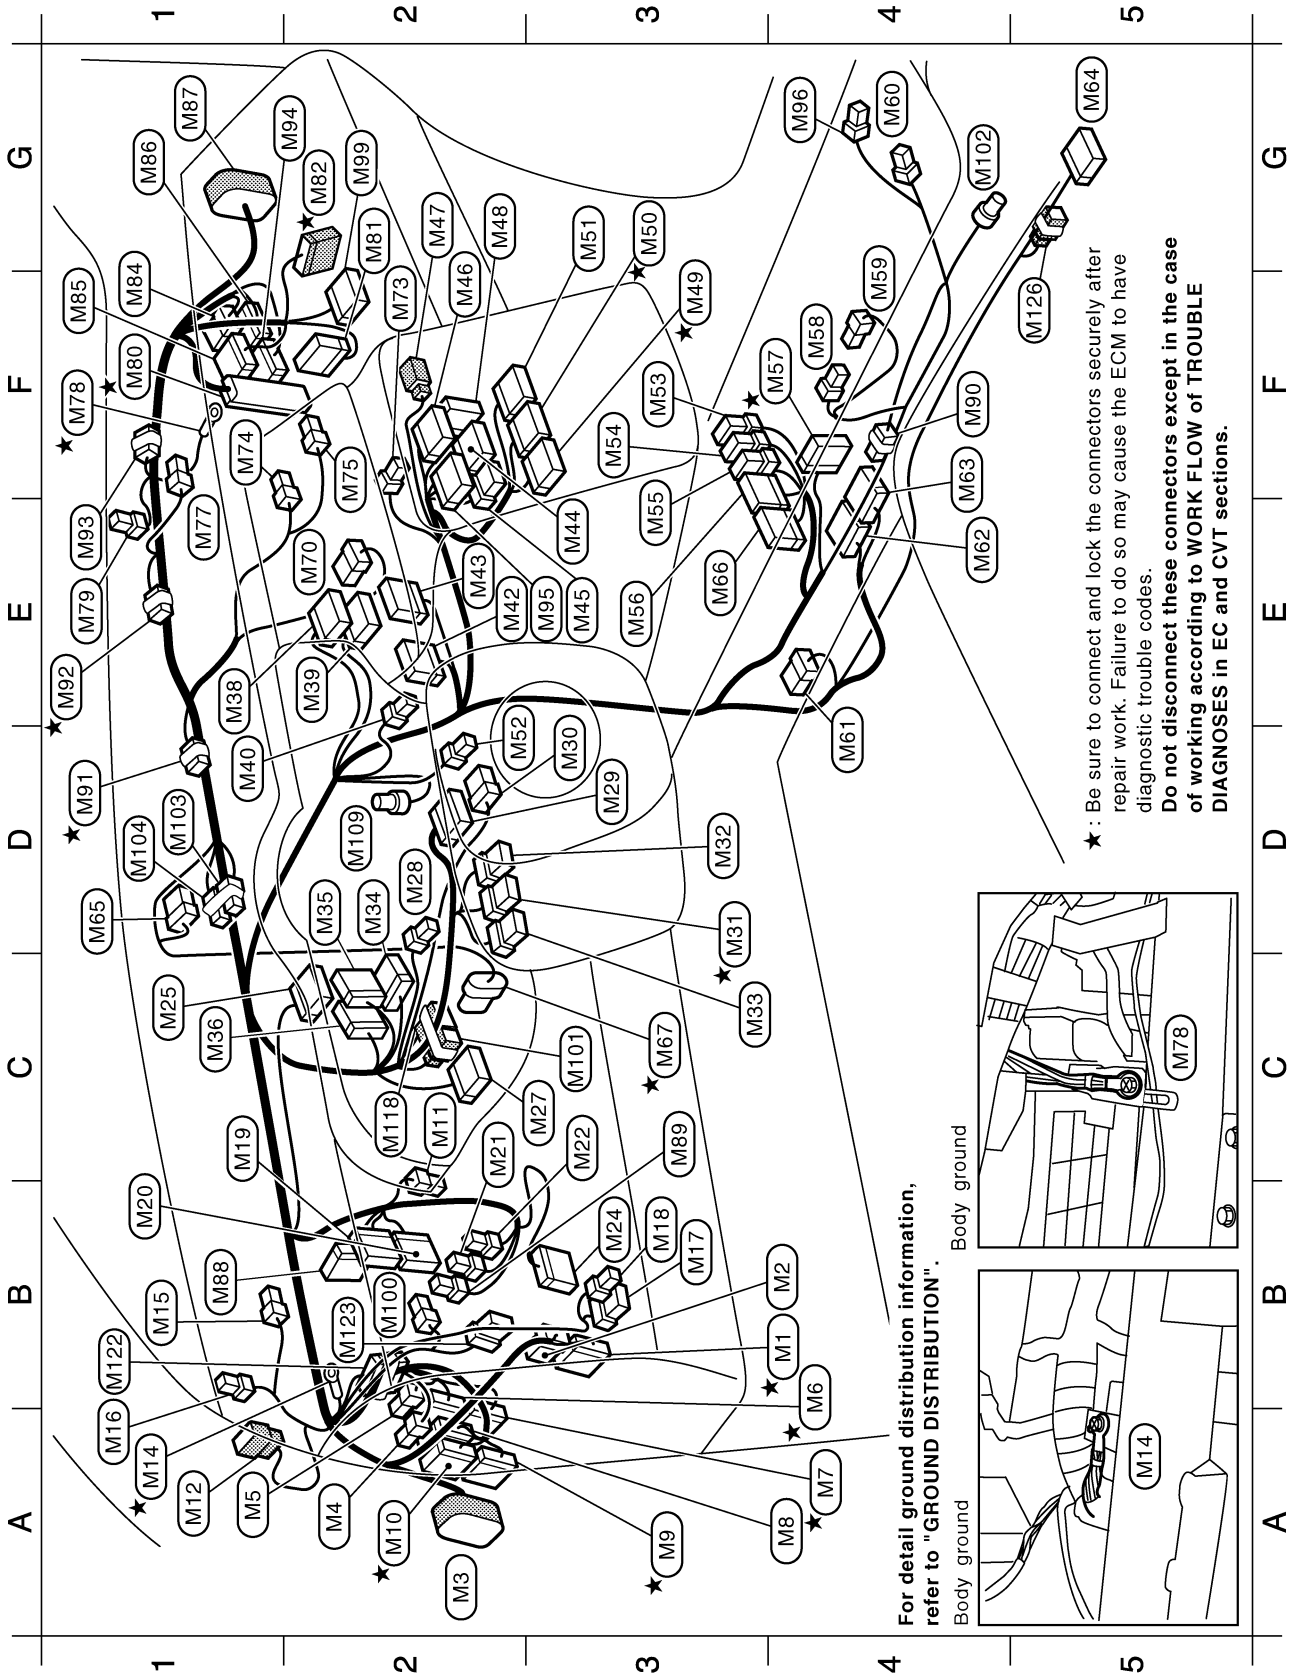 A B C D E F G
1
2
3
4
5
M16
M122
M15
M88
M20
M19
M25
M36
M65
M104
M103
★M91
★M92
M79
M93
★M78
M77
M80★
M85
M84
M86
M87
M94
★M82
M99
M81
M47
M73
M46
M48
M51
M50★
M49★
M74
M75
M70
M38
M39
M40
M109
M28
M35
M34
M43
M42
M95
M45
M44
M52
M30
M29
M32
M31★
M33
M67★
M101
M118
M11
M27
M21
M22
M89
M24
M18
M17
M2
M1★
M6★
M7
M8★
M9★
M10★
M3
M4
M5
M12
★M14
M123
M100
M53
M54
M55
M56
M66
M57★
M58
M59
M96
M60
M102
M64
M126
M90
M63
M62
M61
★: Be sure to connect and lock the connectors securely after
repair work. Failure to do so may cause the ECM to have
diagnostic trouble codes.
Do not disconnect these connectors except in the case
of working according to WORK FLOW of TROUBLE
DIAGNOSES in EC and CVT sections.
For detail ground distribution information,
refer to "GROUND DISTRIBUTION".
Body ground
M14
Body ground
M78
A B C D E F G
1
2
3
4
5